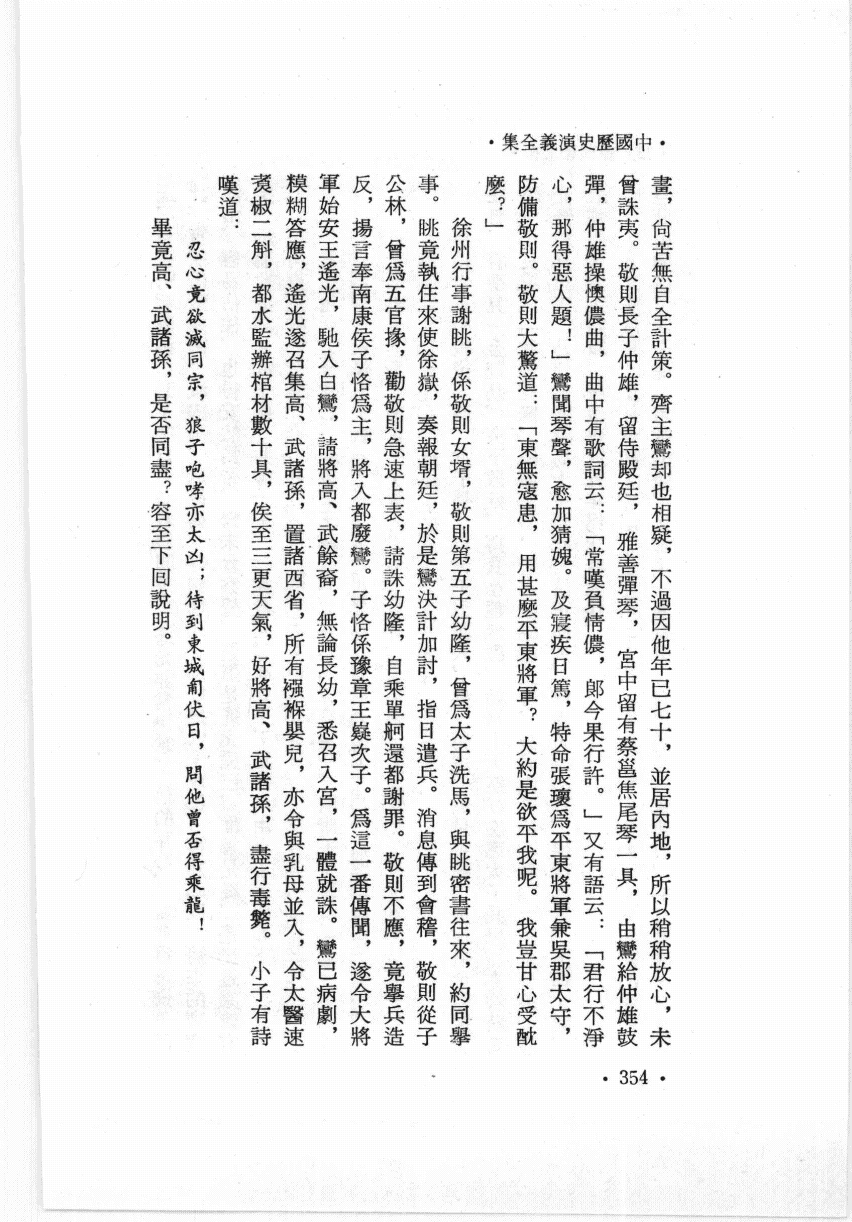 ·中國歷史演義全集·
畫，尙苦無自全計策。齊主鸞却也相疑，不過因他年已七十，並居內地，所以稍稍放心，未
曾誅夷。敬則長子仲雄，留侍殿廷，雅善彈琴，宮中留有蔡邕焦尾琴一具，由鸞給仲雄鼓
彈，仲雄操懊儂曲，曲中有歌詞云：「常嘆負情儂，郎今果行許。」又有語云：「君行不淨
心，那得惡人題！」鸞聞琴聲，愈加猜媿。及寢疾日篤，特命張瓌爲平東將軍兼吳郡太守，
防備敬則。敬則大驚道：「東無寇患，用甚麼平東將軍？大約是欲平我呢。我豈甘心受酖
麼？」
徐州行事謝眺，係敬則女壻，敬則第五子幼隆，曾爲太子洗馬，與眺密書往來，約同擧
事。眺竟執住來使徐嶽，奏報朝廷，於是鸞決計加討，指日遣兵。消息傳到會稽，敬則從子
公林，曾爲五官掾，勸敬則急速上表，請誅幼隆，自乘單舸還都謝罪。敬則不應，竟擧兵造
反，揚言奉南康侯子恪爲主，將入都廢鸞。子恪係豫章王嶷次子。爲這一番傳聞，遂令大將
軍始安王遙光，馳入白鸞，請將高、武餘裔，無論長幼，悉召入宮，一體就誅。鸞已病劇，
糢糊答應，遙光遂召集高、武諸孫，置諸西省，所有襁褓嬰兒，亦令與乳母並入，令太醫速
煑椒二斛，都水監辦棺材數十具，俟至三更天氣，好將高、武諸孫，盡行毒斃。小子有詩
嘆道：
忍心竟欲滅同宗，狼子咆哮亦太凶；待到東城匍伏日，問他曾否得乘龍！
畢竟高、武諸孫，是否同盡？容至下回說明。
·354·